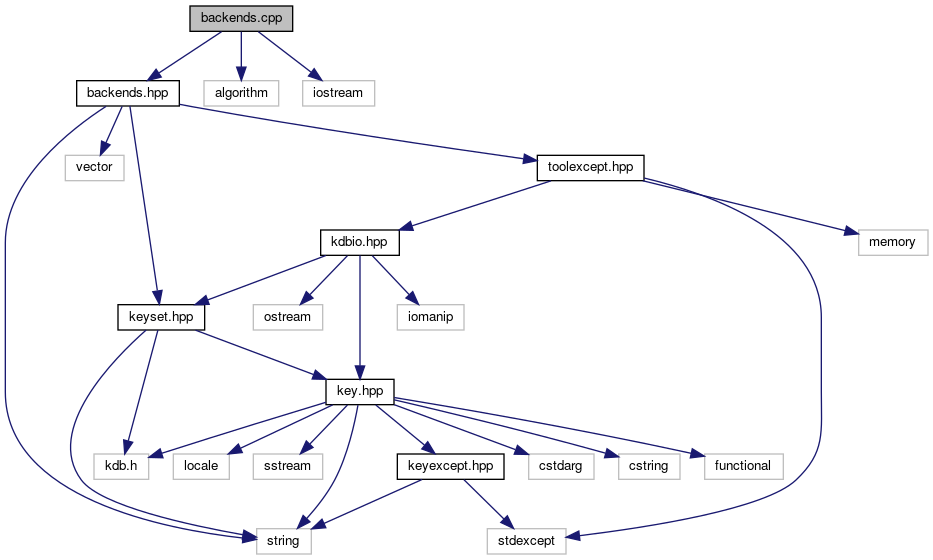 backends.cpp
backends.hpp
algorithm
iostream
vector
toolexcept.hpp
kdbio.hpp
memory
keyset.hpp
ostream
iomanip
key.hpp
kdb.h
locale
sstream
keyexcept.hpp
cstdarg
cstring
functional
string
stdexcept